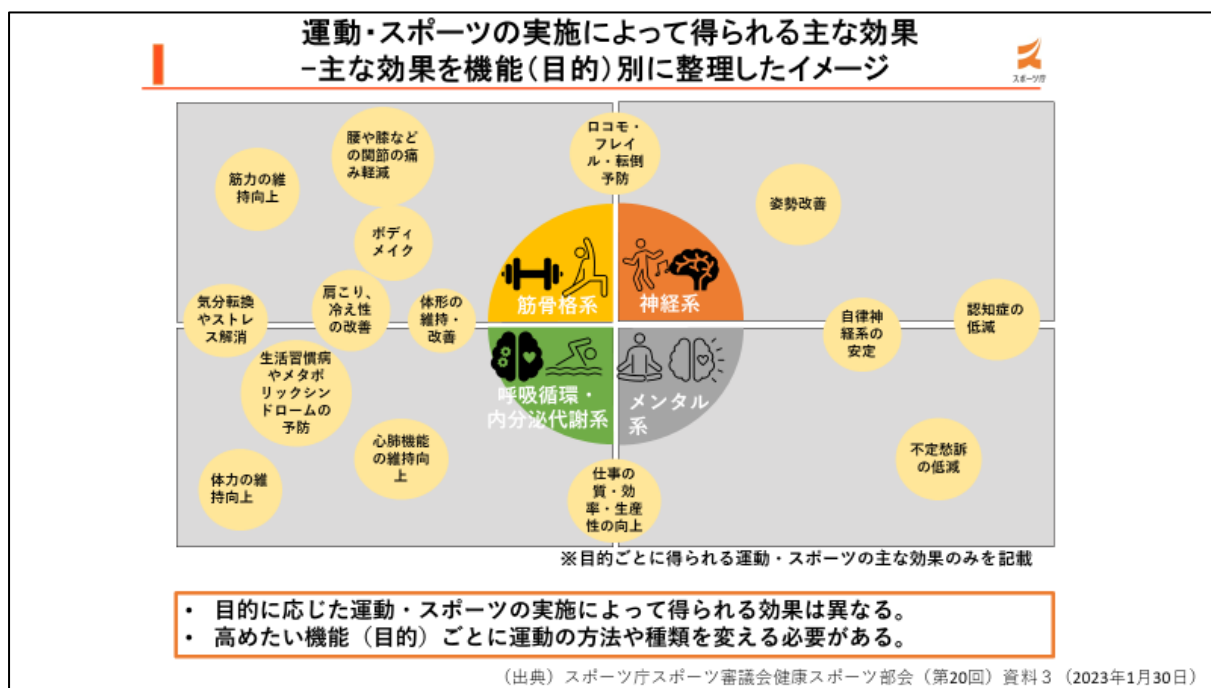 運動・スポツの実施によって得られる主な効果
−主な効果を機能(目的)別に整理したイメージ
スポーツ庁
腰や膝など
の関節の痛
み軽減
ロコモ・
フレイ
ル・転倒
予防
筋力の維
持向上
姿勢改善
ボディ
メイク
筋骨格系
神経系
気分転換
やストレ
ス解消
肩こり、
冷え性
の改善
体形の
維持・
改善
自律神
経系の
安定
認知症の
低減
生活習慣病
やメタボ
リックシン
ドロームの
予防
呼吸循環・
内分泌代謝系
メンタル
系
心肺機能
の維持向
上
体力の維
持向上
仕事の
質・効
率・生産
性の向上
不定愁訴
の低減
※目的ごとに得られる運動・スポーツの主な効果のみを記載
• 目的に応じた運動・スポーツの実施によって得られる効果は異なる。
• 高めたい機能（目的）ごとに運動の方法や種類を変える必要がある。
（出典）スポーツ庁スポーツ審議会健康スポーツ部会（第20回）資料３（2023年1月30日）